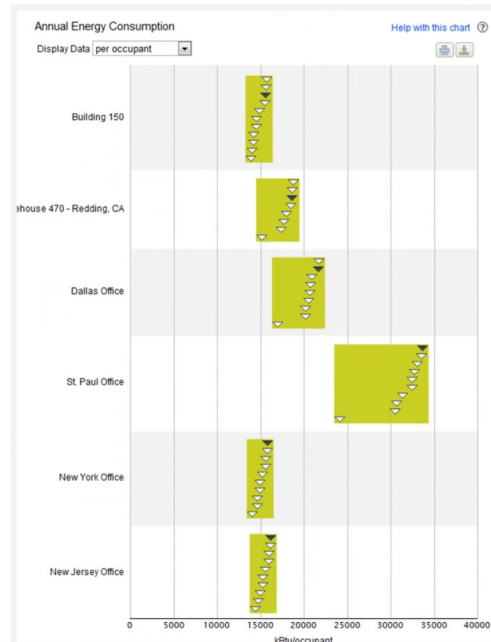 Annual Energy Consumption
Help with this chart ?
Display Data per occupant
Building 150
ehouse 470 - Redding, CA
Dallas Office
St. Paul Office
New York Office
New Jersey Office
0 5000 10000 15000 20000 25000 30000 35000 40000
kBtu/occupant